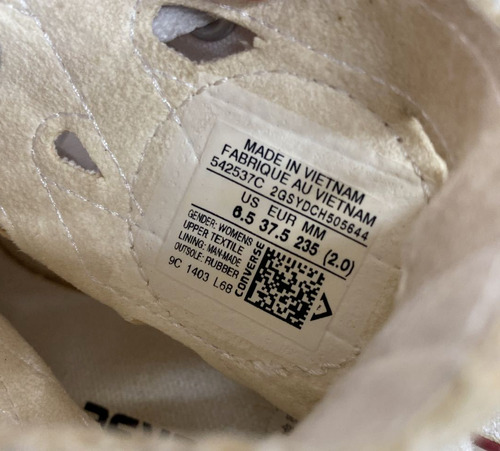 MADE IN VIETNAM
FABRIQUE AU VIETNAM
542537C 2GSYDCH505644
US EUR MM
6.5 37.5 235 (2.0)
GENDER: WOMENS
UPPER TEXTILE
LINING: MAN-MADE
OUTSOLE: RUBBER
9C 1403 L68
CONVERSE